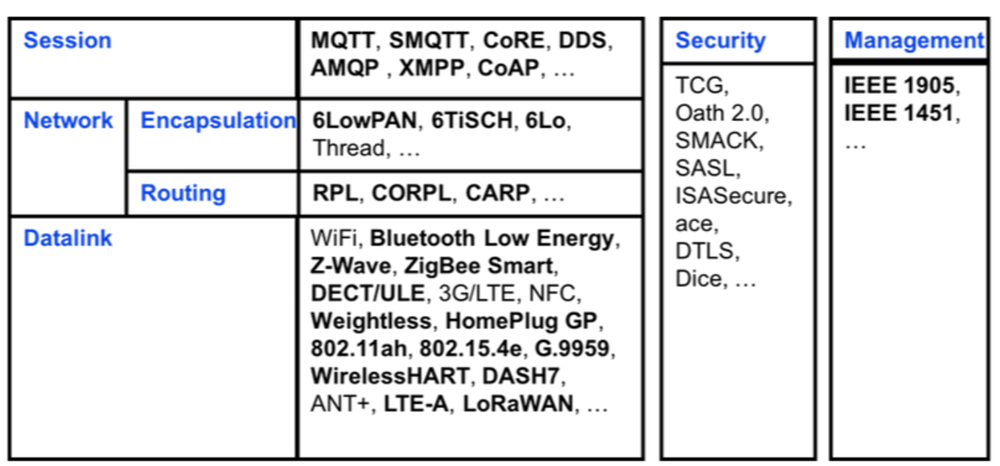 Session
MQTT, SMQTT, CoRE, DDS,
AMQP , XMPP, CoAP, …
Network
Encapsulation
6LowPAN, 6TiSCH, 6Lo,
Thread, …
Routing
RPL, CORPL, CARP, …
Datalink
WiFi, Bluetooth Low Energy,
Z-Wave, ZigBee Smart,
DECT/ULE, 3G/LTE, NFC,
Weightless, HomePlug GP,
802.11ah, 802.15.4e, G.9959,
WirelessHART, DASH7,
ANT+, LTE-A, LoRaWAN, …
Security
TCG,
Oath 2.0,
SMACK,
SASL,
ISASecure,
ace,
DTLS,
Dice, …
Management
IEEE 1905,
IEEE 1451,
…